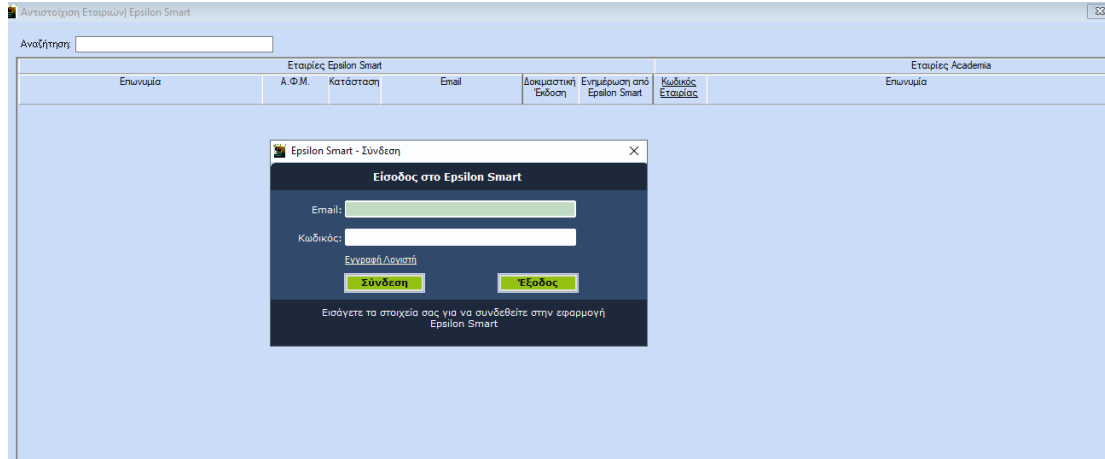 Αντιστοίχιση Εταιριών| Epsilon Smart
Αναζήτηση:
Εταιρίες Epsilon Smart
Εταιρίες Academia
Επωνυμία
Α.Φ.Μ.
Κατάσταση
Email
Δοκιμαστική
Έκδοση
Ενημέρωση από
Epsilon Smart
Κωδικός
Εταιρίας
Επωνυμία
Epsilon Smart - Σύνδεση
Είσοδος στο Epsilon Smart
Email:
Κωδικός:
Εγγραφή Λογιστή
Σύνδεση
Έξοδος
Εισάγετε τα στοιχεία σας για να συνδεθείτε στην εφαρμογή
Epsilon Smart